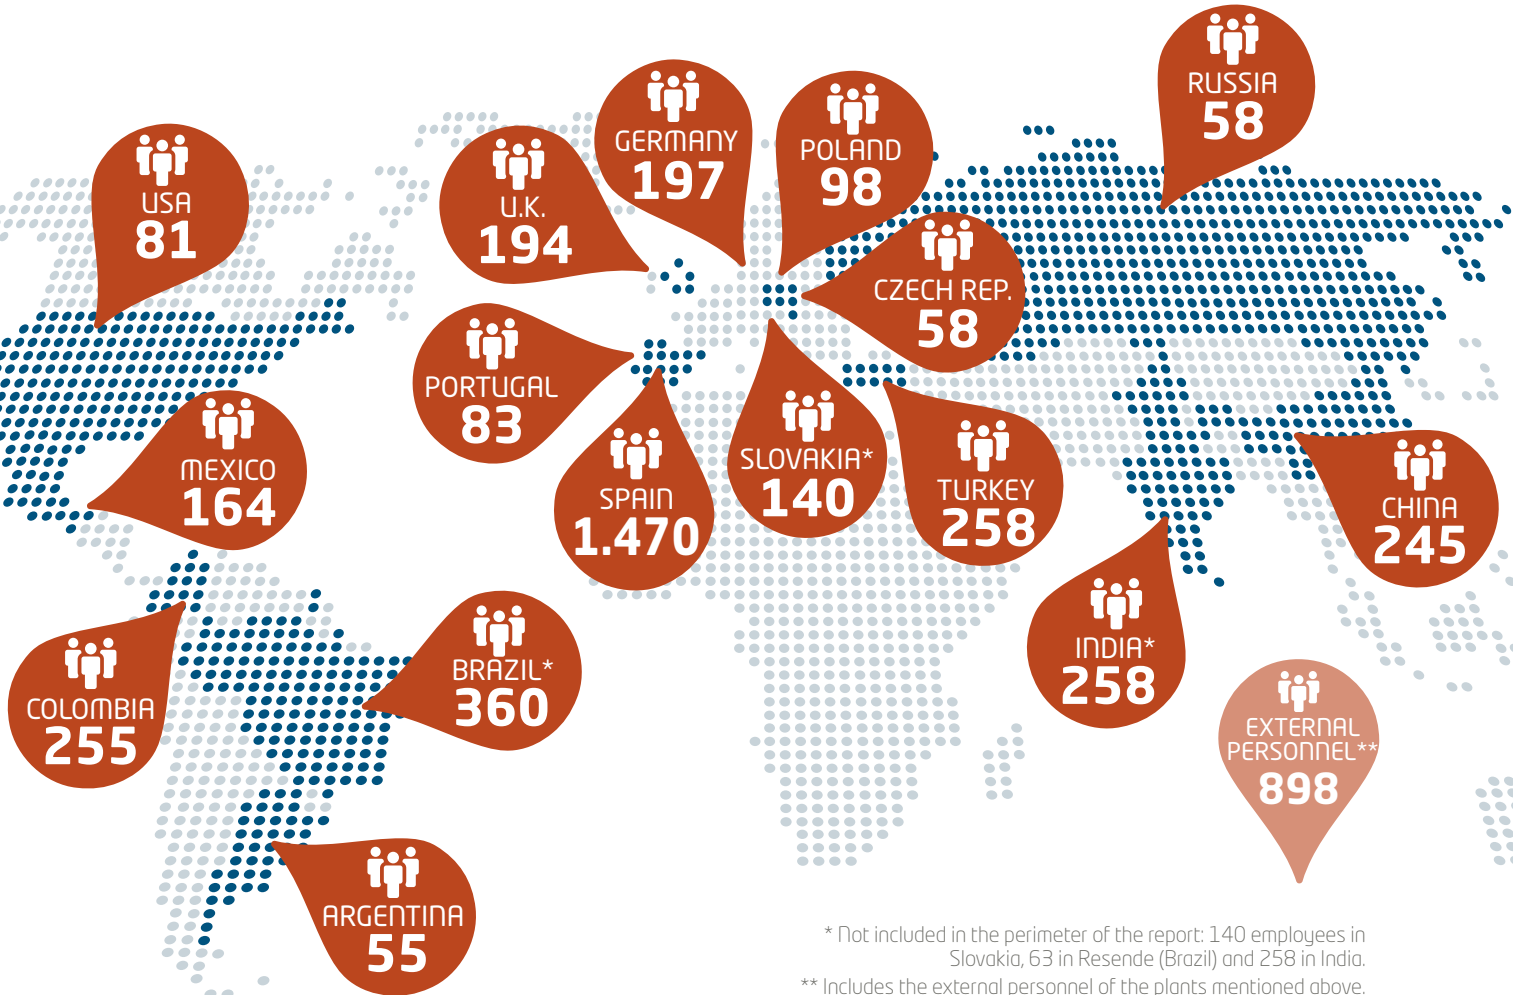 RUSSIA
58
GERMANY
197
POLAND
98
USA
81
U.K.
194
CZECH REP.
58
PORTUGAL
83
MEXICO
164
SPAIN
1.470
SLOVAKIA*
140
TURKEY
258
CHINA
245
COLOMBIA
255
BRAZIL*
360
INDIA*
258
EXTERNAL
PERSONNEL**
898
ARGENTINA
55
* Not included in the perimeter of the report: 140 employees in
Slovakia, 63 in Resende (Brazil) and 258 in India.
** Includes the external personnel of the plants mentioned above.